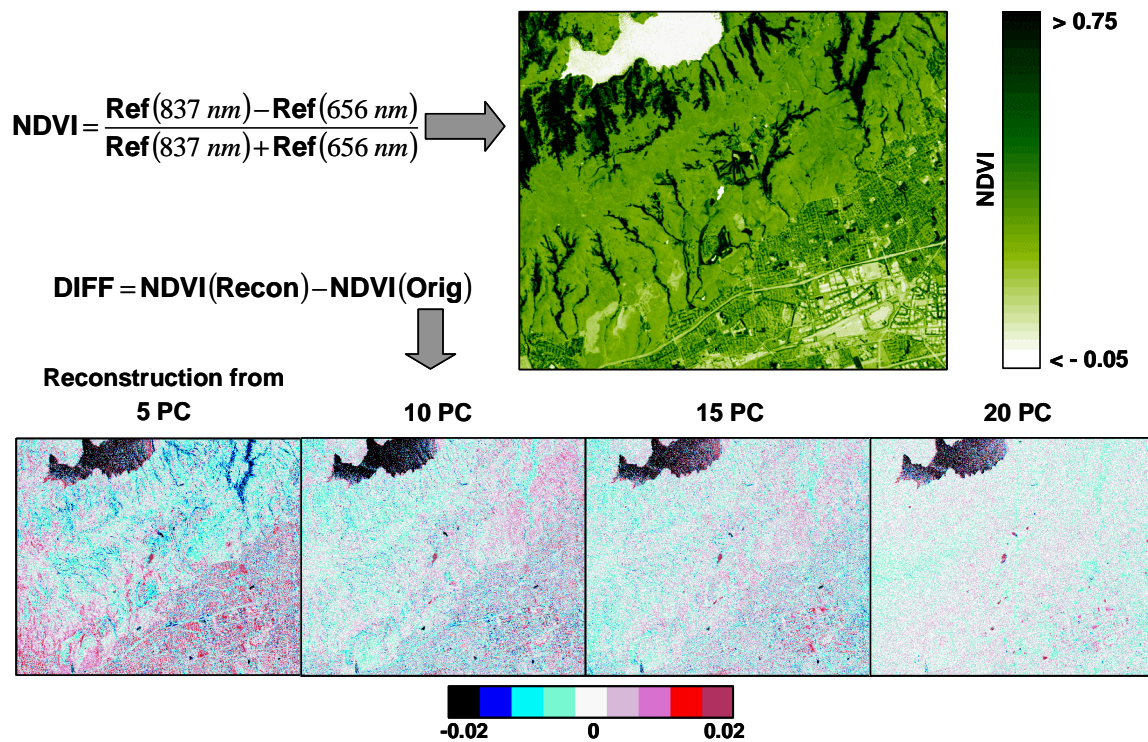 > 0.75
NDVI = Ref(837 nm) − Ref(656 nm)
Ref(837 nm) + Ref(656 nm)
NDVI
DIFF = NDVI(Recon) − NDVI(Orig)
< - 0.05
Reconstruction from
5 PC 10 PC 15 PC 20 PC
-0.02 0 0.02